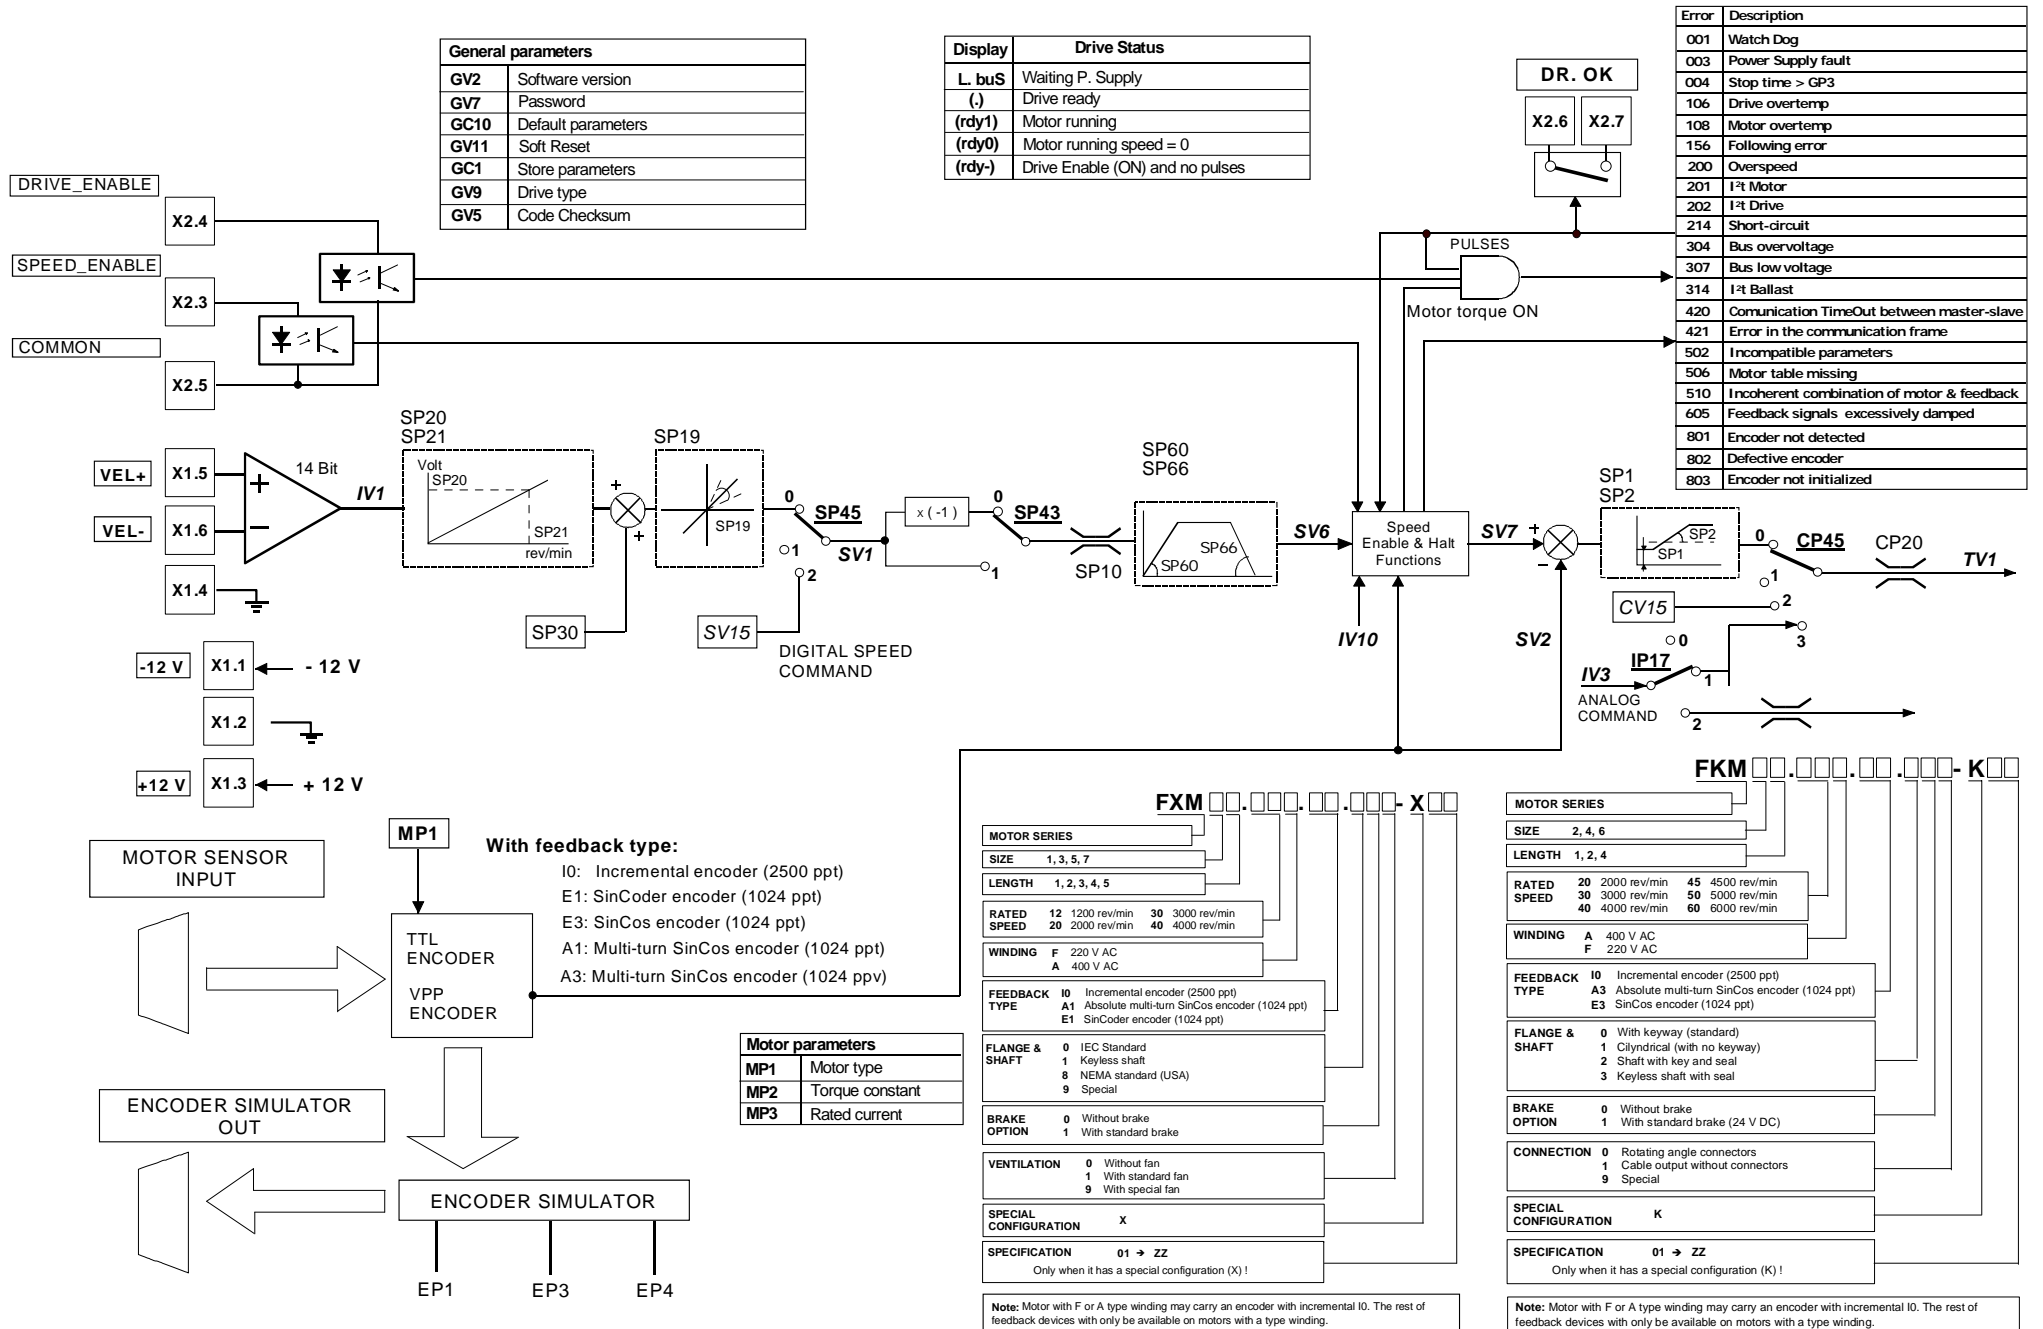 General parameters
GV2 Software version
GV7 Password
GC10 Default parameters
GV11 Soft Reset
GC1 Store parameters
GV9 Drive type
GV5 Code Checksum
Display Drive Status
L. buS Waiting P. Supply
(.) Drive ready
(rdy1) Motor running
(rdy0) Motor running speed = 0
(rdy-) Drive Enable (ON) and no pulses
DR. OK
X2.6 X2.7
Error Description
001 Watch Dog
003 Power Supply fault
004 Stop time > GP3
106 Drive overtemp
108 Motor overtemp
156 Following error
200 Overspeed
201 I²t Motor
202 I²t Drive
214 Short-circuit
304 Bus overvoltage
307 Bus low voltage
314 I²t Ballast
420 Comunication TimeOut between master-slave
421 Error in the communication frame
502 Incompatible parameters
506 Motor table missing
510 Incoherent combination of motor & feedback
605 Feedback signals excessively damped
801 Encoder not detected
802 Defective encoder
803 Encoder not initialized
DRIVE_ENABLE
X2.4
SPEED_ENABLE
X2.3
COMMON
X2.5
PULSES
Motor torque ON
VEL+ X1.5
VEL- X1.6
X1.4
+
−
14 Bit
IV1
SP20
SP21
Volt
SP20
SP21
rev/min
+
+
SP30
SP19
SP19
0
SP45
1
2
SV1
SV15
DIGITAL SPEED
COMMAND
x (-1)
0
SP43
1
SP10
SP60
SP66
SP66
SP60
SV6
Speed
Enable & Halt
Functions
IV10
SV7
+
−
SV2
SP1
SP2
SP2
SP1
0
CP45
1
2
3
CV15
CP20
TV1
0
IP17
1
2
IV3
ANALOG
COMMAND
-12 V X1.1 - 12 V
X1.2
+12 V X1.3 + 12 V
MOTOR SENSOR
INPUT
MP1
TTL
ENCODER
VPP
ENCODER
With feedback type:
I0: Incremental encoder (2500 ppt)
E1: SinCoder encoder (1024 ppt)
E3: SinCos encoder (1024 ppt)
A1: Multi-turn SinCos encoder (1024 ppt)
A3: Multi-turn SinCos encoder (1024 ppv)
ENCODER SIMULATOR
OUT
ENCODER SIMULATOR
EP1 EP3 EP4
Motor parameters
MP1 Motor type
MP2 Torque constant
MP3 Rated current
FXM □□.□□□.□□.□□□- X□□
MOTOR SERIES
SIZE 1, 3, 5, 7
LENGTH 1, 2, 3, 4, 5
RATED 12 1200 rev/min 30 3000 rev/min
SPEED 20 2000 rev/min 40 4000 rev/min
WINDING F 220 V AC
A 400 V AC
FEEDBACK I0 Incremental encoder (2500 ppt)
TYPE A1 Absolute multi-turn SinCos encoder (1024 ppt)
E1 SinCoder encoder (1024 ppt)
FLANGE & 0 IEC Standard
SHAFT 1 Keyless shaft
8 NEMA standard (USA)
9 Special
BRAKE 0 Without brake
OPTION 1 With standard brake
VENTILATION 0 Without fan
1 With standard fan
9 With special fan
SPECIAL
CONFIGURATION X
SPECIFICATION 01 → ZZ
Only when it has a special configuration (X) !
Note: Motor with F or A type winding may carry an encoder with incremental I0. The rest of
feedback devices with only be available on motors with a type winding.
FKM□□.□□□.□□.□□□- K□□
MOTOR SERIES
SIZE 2, 4, 6
LENGTH 1, 2, 4
RATED 20 2000 rev/min 45 4500 rev/min
SPEED 30 3000 rev/min 50 5000 rev/min
40 4000 rev/min 60 6000 rev/min
WINDING A 400 V AC
F 220 V AC
FEEDBACK I0 Incremental encoder (2500 ppt)
TYPE A3 Absolute multi-turn SinCos encoder (1024 ppt)
E3 SinCos encoder (1024 ppt)
FLANGE & 0 With keyway (standard)
SHAFT 1 Cilyndrical (with no keyway)
2 Shaft with key and seal
3 Keyless shaft with seal
BRAKE 0 Without brake
OPTION 1 With standard brake (24 V DC)
CONNECTION 0 Rotating angle connectors
1 Cable output without connectors
9 Special
SPECIAL
CONFIGURATION K
SPECIFICATION 01 → ZZ
Only when it has a special configuration (K) !
Note: Motor with F or A type winding may carry an encoder with incremental I0. The rest of
feedback devices with only be available on motors with a type winding.